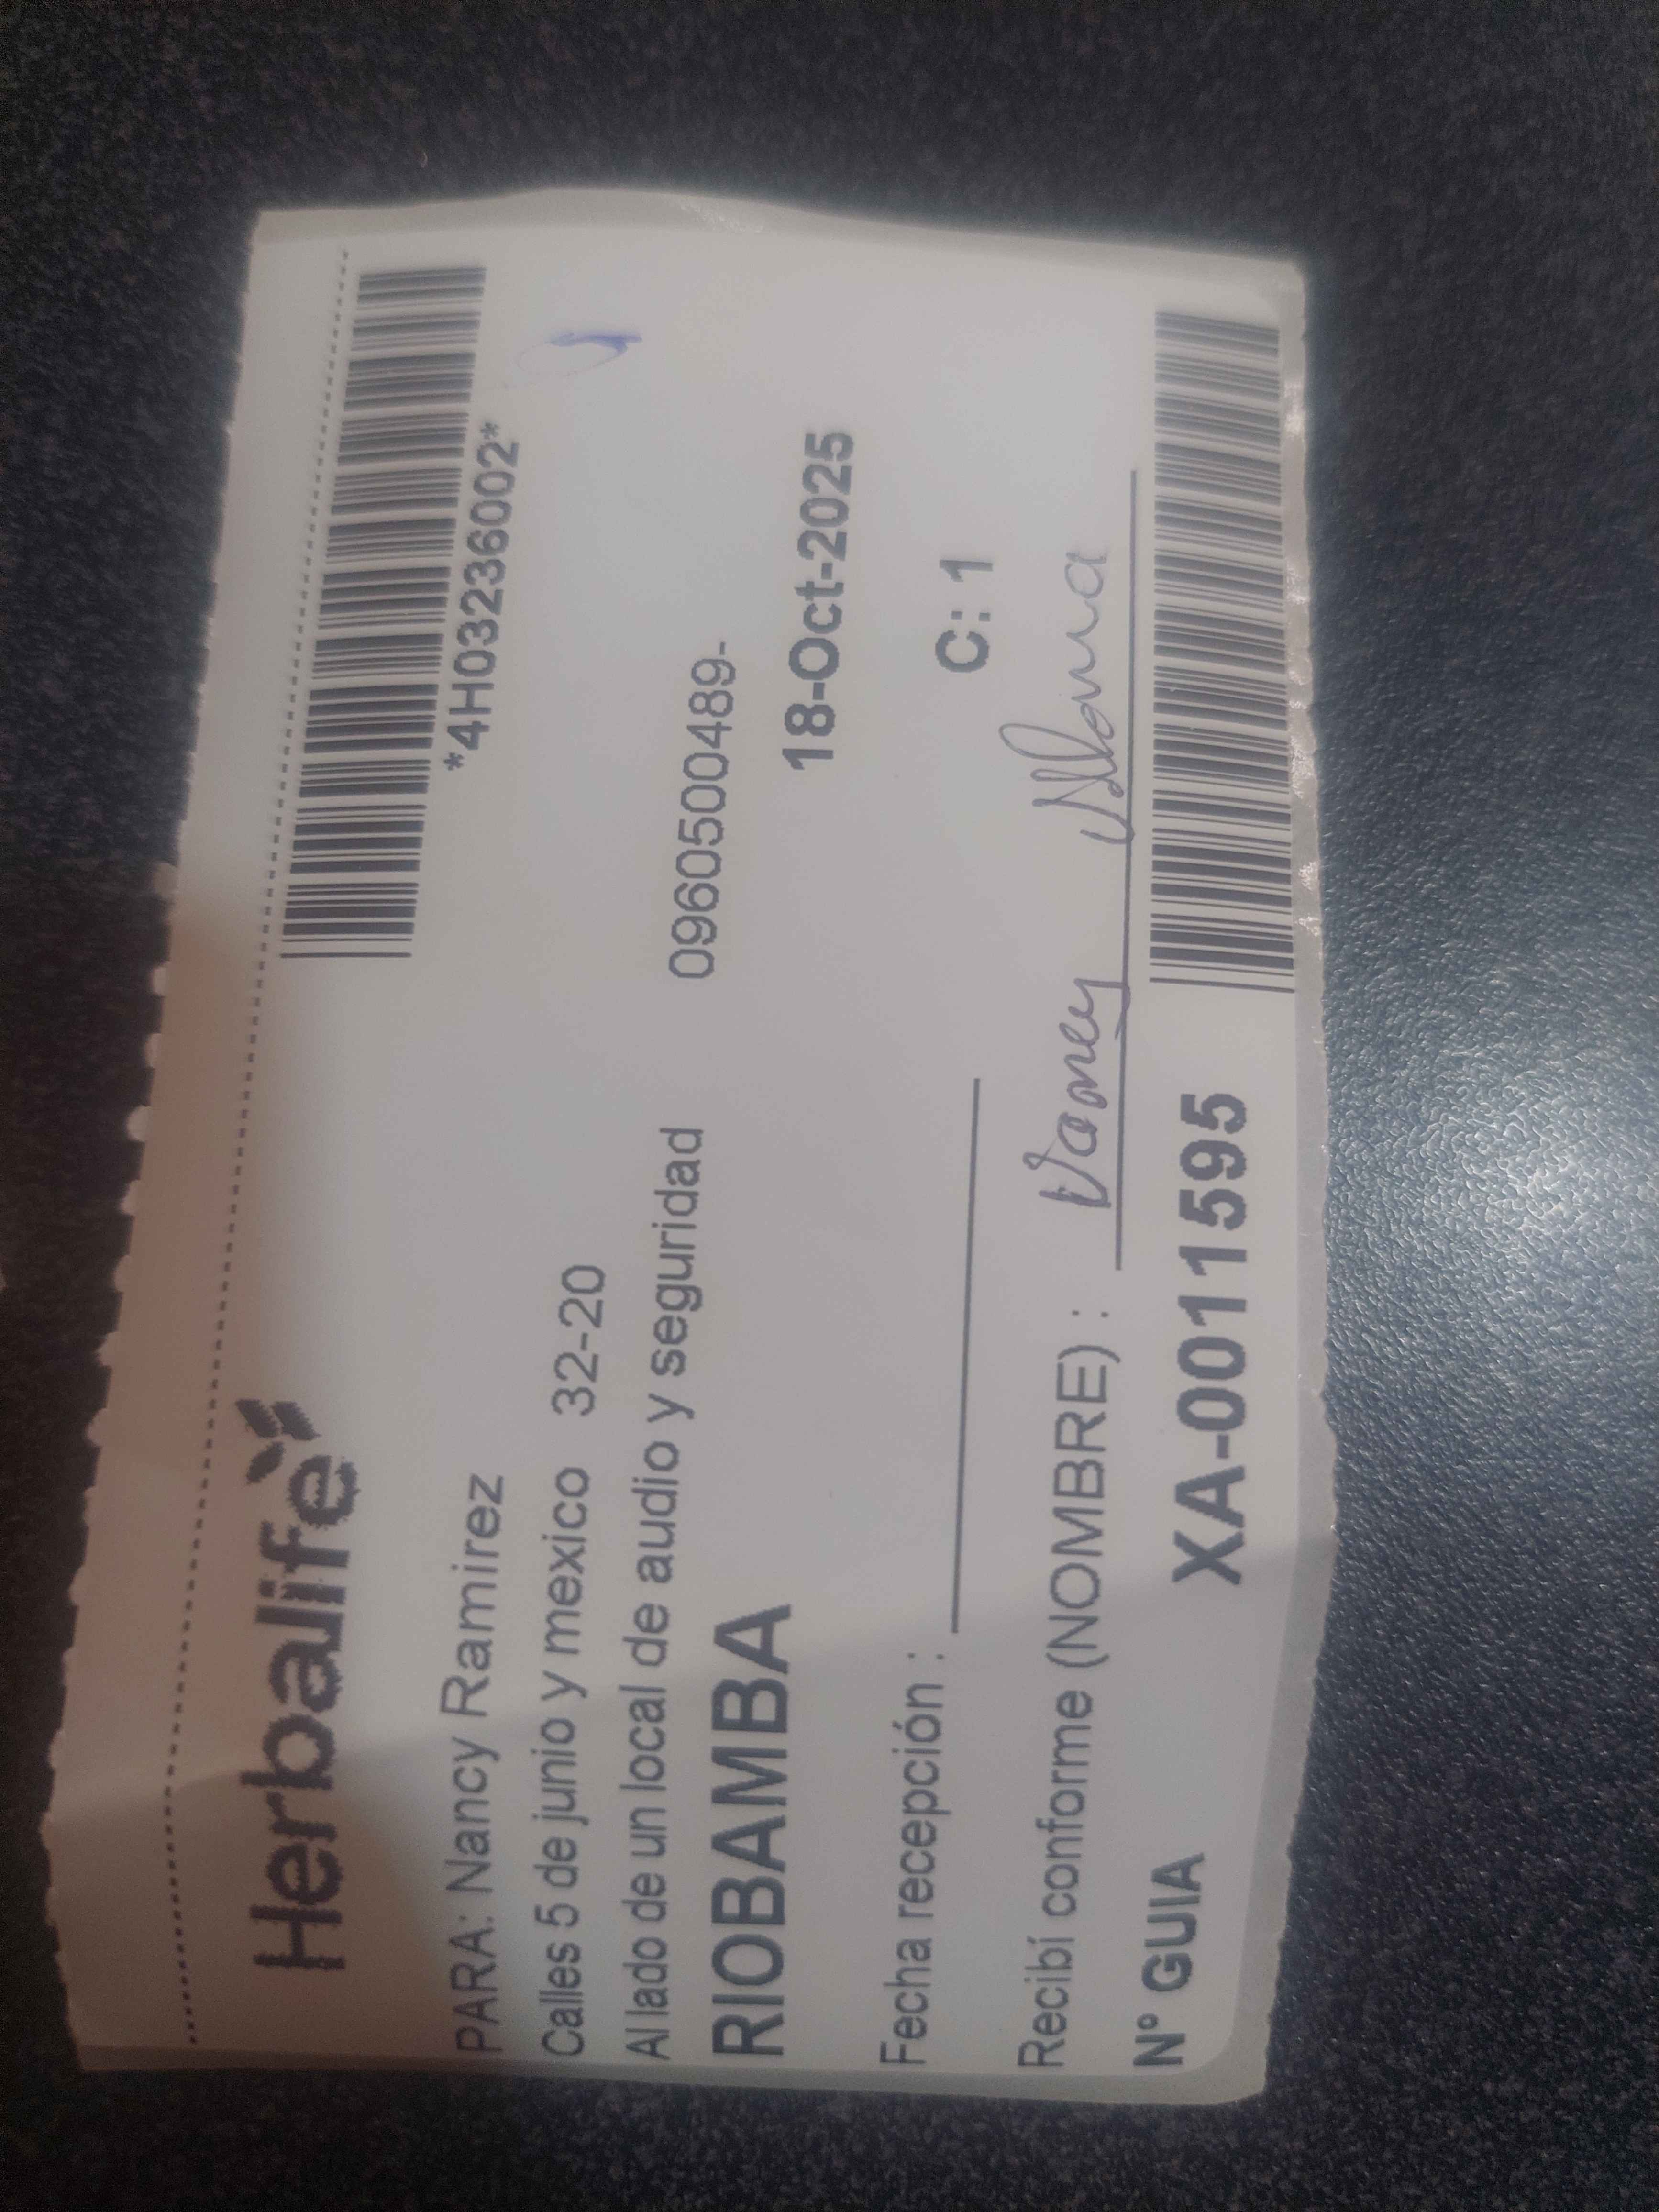 Herbalife
*4H03236002*
PARA: Nancy Ramirez
Calles 5 de junio y mexico 32-20
Al lado de un local de audio y seguridad 0960500489-
RIOBAMBA 18-Oct-2025
Fecha recepción : C: 1
Recibí conforme (NOMBRE) :
N° GUIA XA-0011595